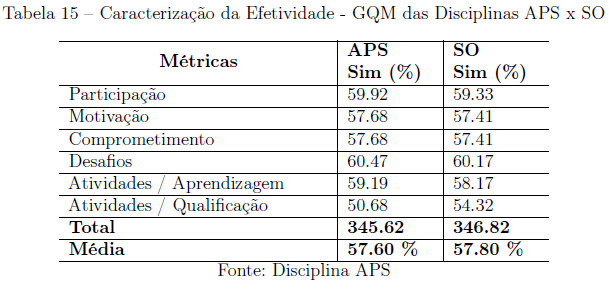 Tabela 15 – Caracterização da Efetividade - GQM das Disciplinas APS x SO
Métricas APS Sim (%) SO Sim (%)
Participação 59.92 59.33
Motivação 57.68 57.41
Comprometimento 57.68 57.41
Desafios 60.47 60.17
Atividades / Aprendizagem 59.19 58.17
Atividades / Qualificação 50.68 54.32
Total 345.62 346.82
Média 57.60 % 57.80 %
Fonte: Disciplina APS